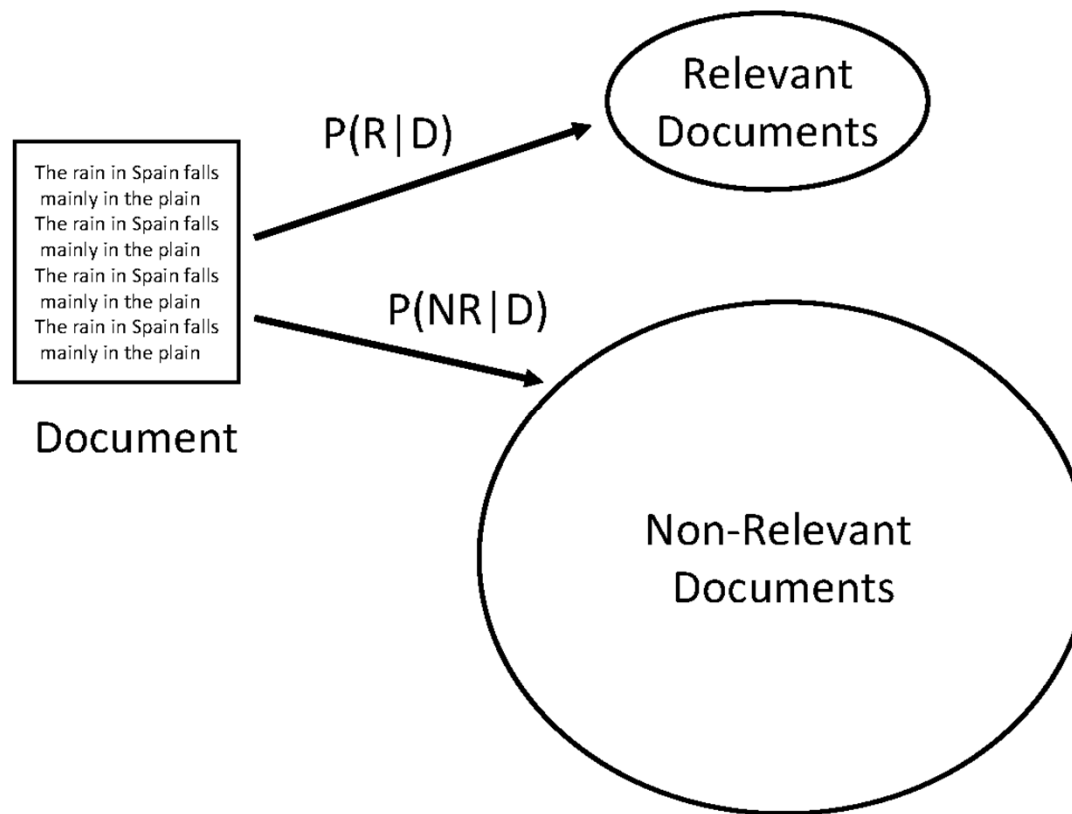 Relevant
Documents
P(R|D)
The rain in Spain falls
mainly in the plain
The rain in Spain falls
mainly in the plain
The rain in Spain falls
mainly in the plain
The rain in Spain falls
mainly in the plain
P(NR|D)
Document
Non-Relevant
Documents